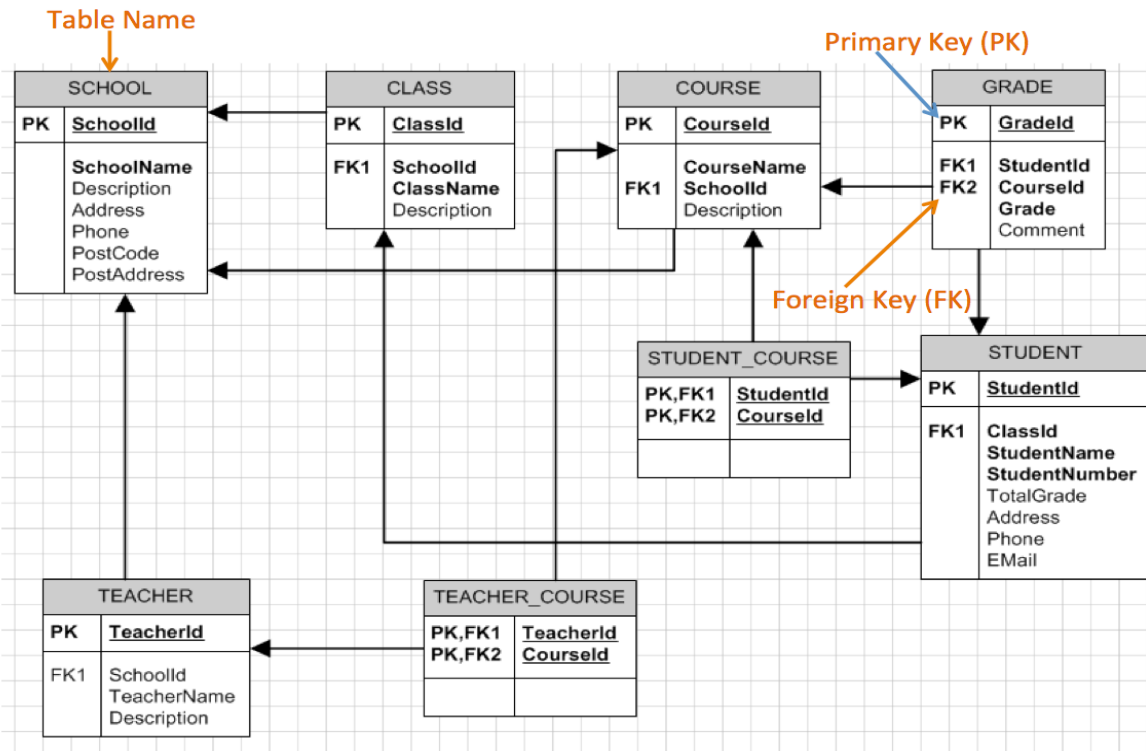 Table Name
Primary Key (PK)
SCHOOL
PK SchoolId
SchoolName
Description
Address
Phone
PostCode
PostAddress
CLASS
PK ClassId
FK1 SchoolId
ClassName
Description
COURSE
PK CourseId
CourseName
FK1 SchoolId
Description
GRADE
PK GradeId
FK1 StudentId
FK2 CourseId
Grade
Comment
Foreign Key (FK)
STUDENT_COURSE
PK,FK1 StudentId
PK,FK2 CourseId
STUDENT
PK StudentId
FK1 ClassId
StudentName
StudentNumber
TotalGrade
Address
Phone
EMail
TEACHER
PK TeacherId
FK1 SchoolId
TeacherName
Description
TEACHER_COURSE
PK,FK1 TeacherId
PK,FK2 CourseId